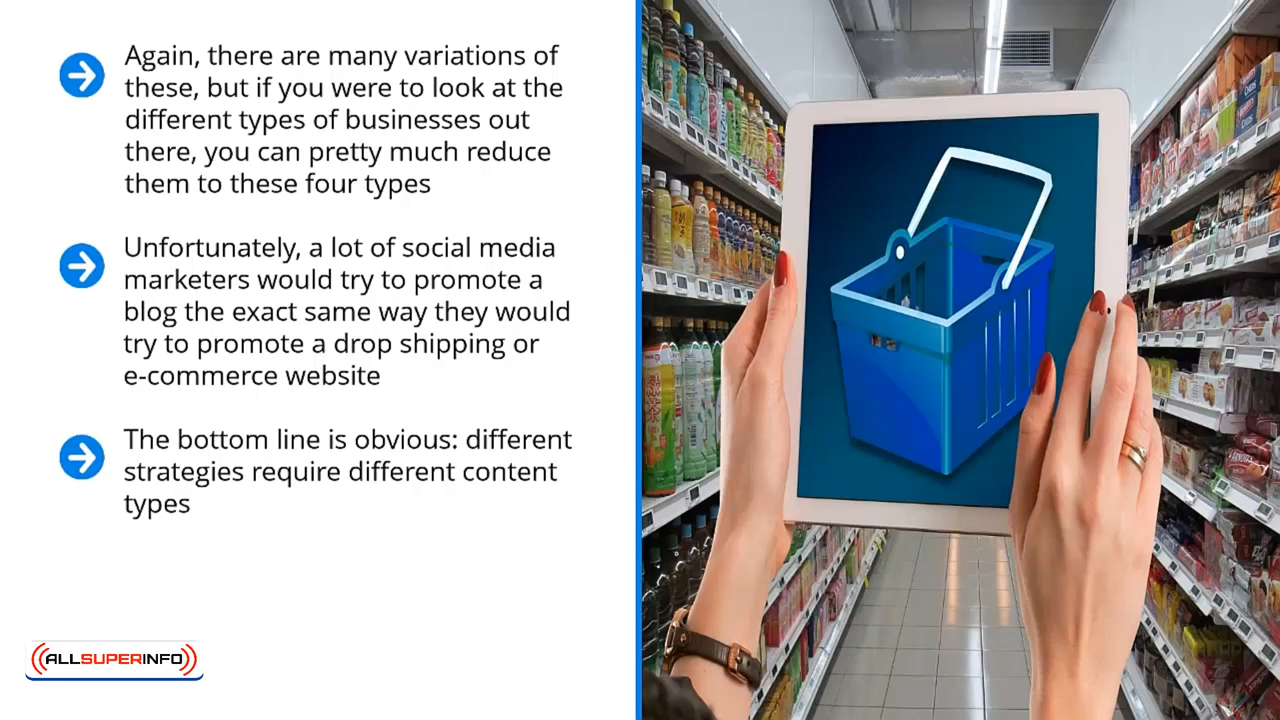 Again, there are many variations of
these, but if you were to look at the
different types of businesses out
there, you can pretty much reduce
them to these four types
Unfortunately, a lot of social media
marketers would try to promote a
blog the exact same way they would
try to promote a drop shipping or
e-commerce website
The bottom line is obvious: different
strategies require different content
types
ALLSUPERINFO